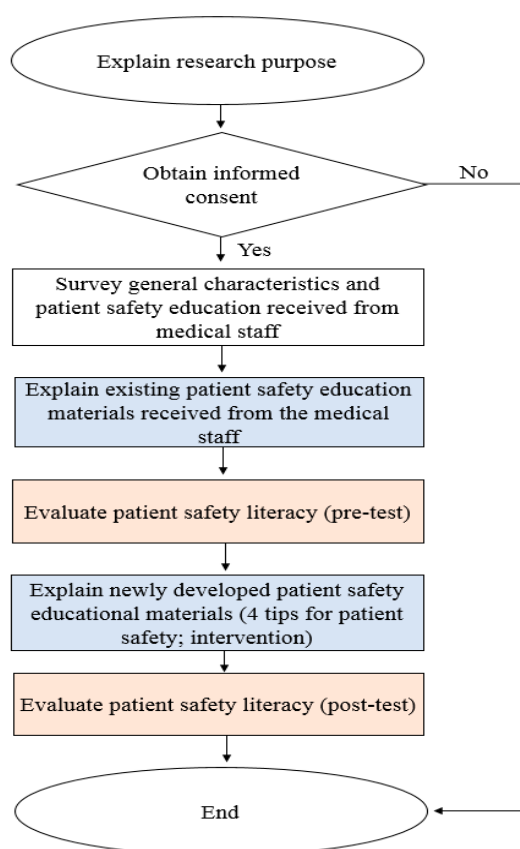 Explain research purpose
Obtain informed
consent
No
Yes
Survey general characteristics and
patient safety education received from
medical staff
Explain existing patient safety education
materials received from the medical
staff
Evaluate patient safety literacy (pre-test)
Explain newly developed patient safety
educational materials (4 tips for patient
safety; intervention)
Evaluate patient safety literacy (post-test)
End